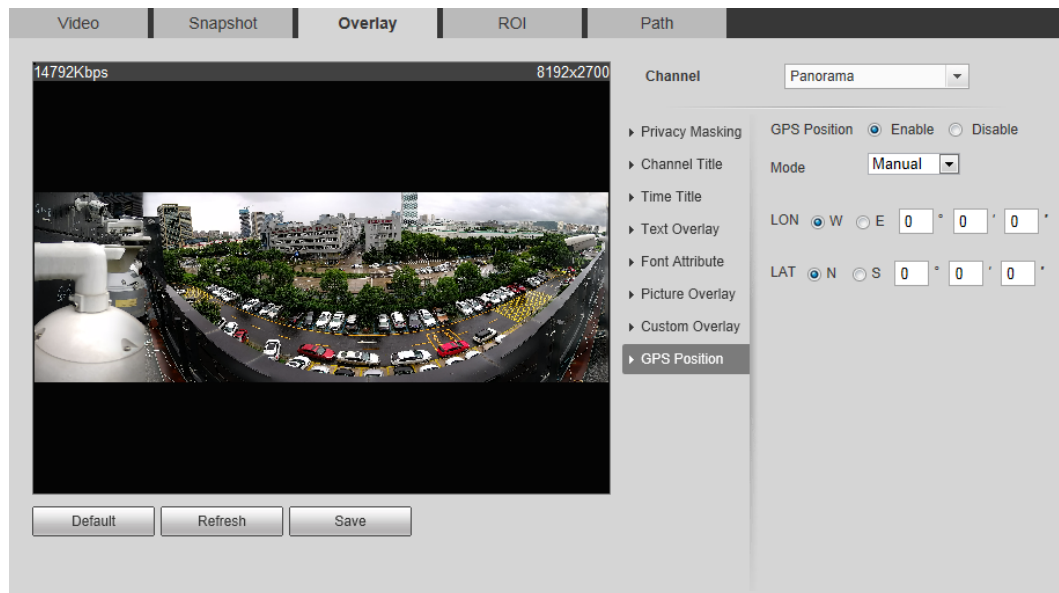 Video Snapshot Overlay ROI Path
14792Kbps 8192x2700
Channel Panorama
Privacy Masking
Channel Title
Time Title
Text Overlay
Font Attribute
Picture Overlay
Custom Overlay
GPS Position
GPS Position Enable Disable
Mode Manual
LON W E 0 ° 0 ' 0 "
LAT N S 0 ° 0 ' 0 "
Default Refresh Save